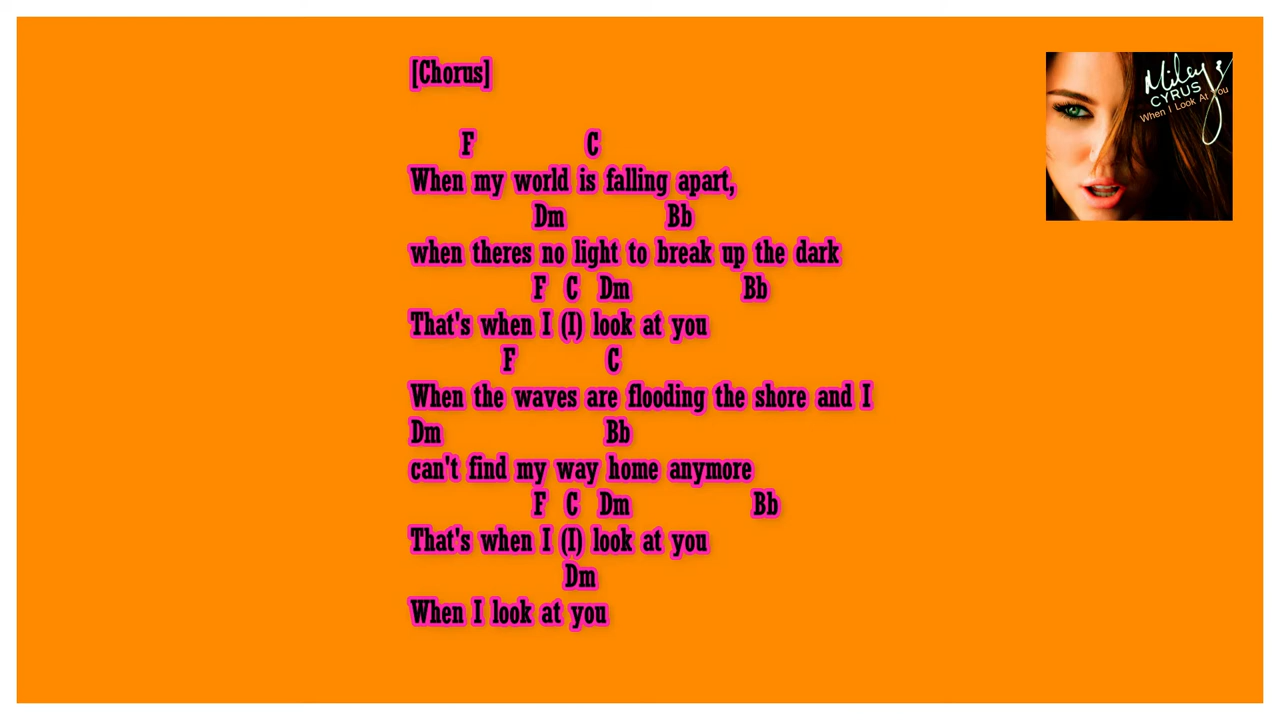 [Chorus]
F C
When my world is falling apart,
Dm Bb
when theres no light to break up the dark
F C Dm Bb
That's when I (I) look at you
F C
When the waves are flooding the shore and I
Dm Bb
can't find my way home anymore
F C Dm Bb
That's when I (I) look at you
Dm
When I look at you
Miley
CYRUS
When I Look At You